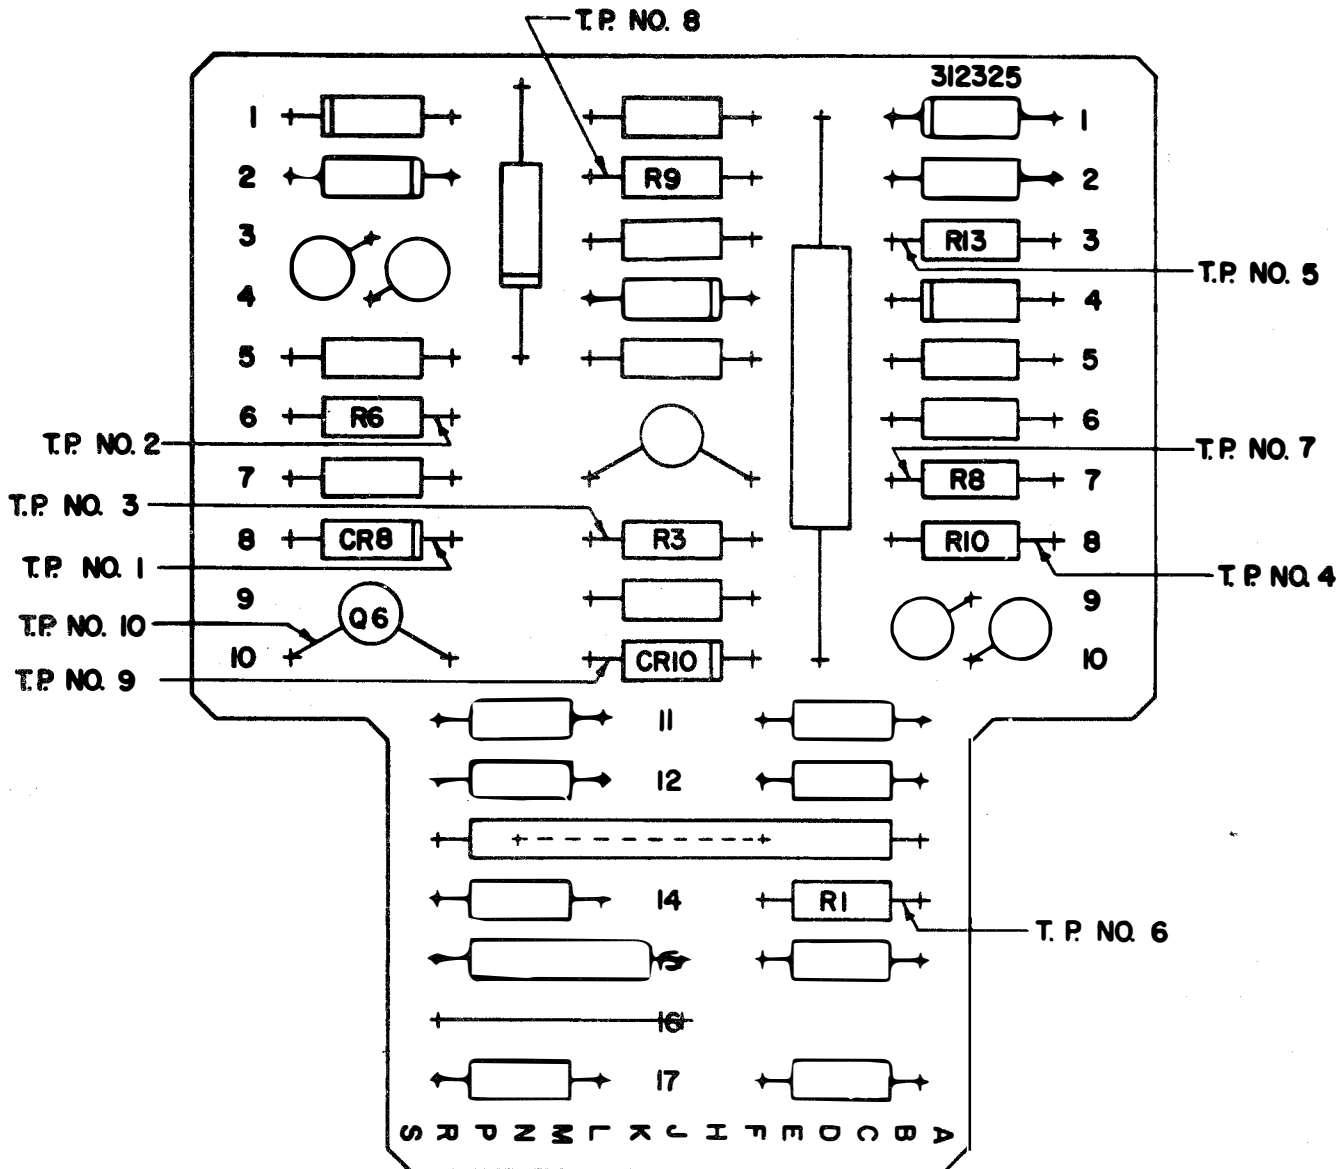 T.P. NO. 8
312325
1 1
2 R9 2
3 R13 3
T.P. NO. 5
4 4
5 5
6 R6 6
T.P. NO. 2
T.P. NO. 7
7 R8 7
T.P. NO. 3
8 CR8 R3 R10 8
T.P. NO. 1
T.P. NO. 4
9 9
Q6
T.P. NO. 10
10 CR10 10
T.P. NO. 9
11
12
14 R1
T. P. NO. 6
15
16
17
S R P N M L K J H F E D C B A